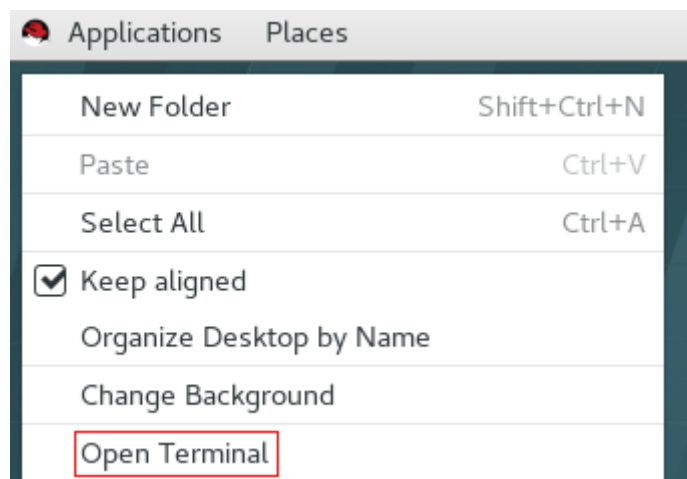 Applications Places
New Folder Shift+Ctrl+N
Paste Ctrl+V
Select All Ctrl+A
Keep aligned
Organize Desktop by Name
Change Background
Open Terminal